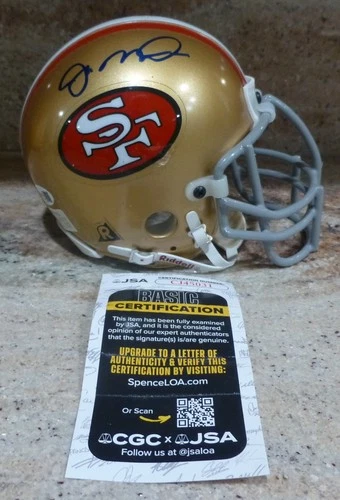 SF
R
Riddell
JSA
CERTIFICATION
BASIC
CERTIFICATION
This item has been fully examined
by JSA, and it is the considered
opinion of our expert authenticators
that the signature(s) is/are genuine.
UPGRADE TO A LETTER OF
AUTHENTICITY & VERIFY THIS
CERTIFICATION BY VISITING:
SpenceLOA.com
Or Scan
CGC x JSA
Follow us at @jsaloa